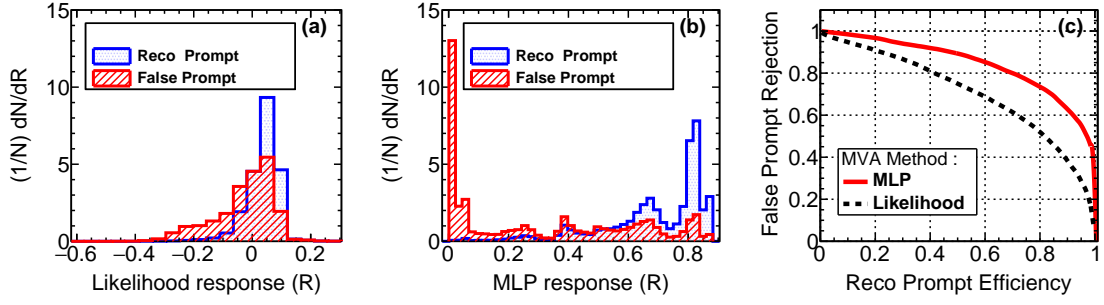 (a)
Reco Prompt
False Prompt
(1/N) dN/dR
15
10
5
0
−0.6 −0.4 −0.2 0 0.2
Likelihood response (R)
(b)
Reco Prompt
False Prompt
(1/N) dN/dR
15
10
5
0
0 0.2 0.4 0.6 0.8
MLP response (R)
(c)
False Prompt Rejection
1
0.8
0.6
0.4
0.2
0
MVA Method :
MLP
Likelihood
0 0.2 0.4 0.6 0.8 1
Reco Prompt Efficiency